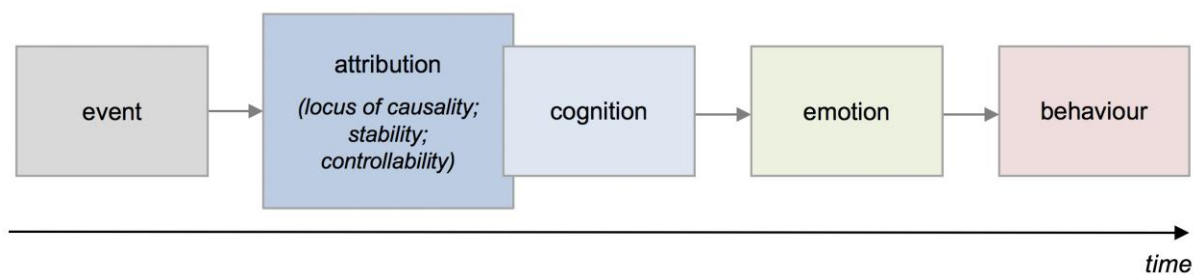 event
attribution
(locus of causality;
stability;
controllability)
cognition
emotion
behaviour
time